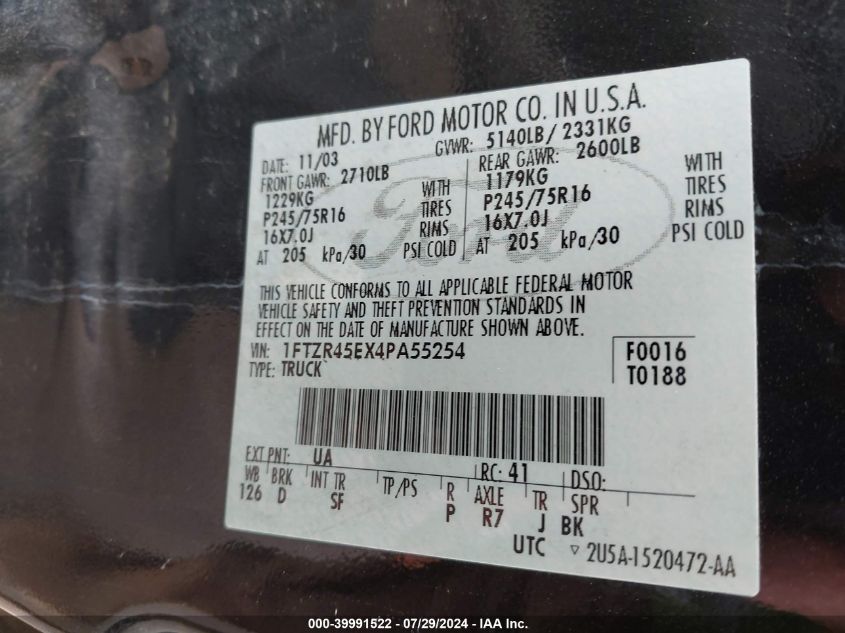 MFD. BY FORD MOTOR CO. IN U.S.A.
DATE: 11/03 GVWR: 5140LB/ 2331KG
FRONT GAWR: 2710LB REAR GAWR: 2600LB
1229KG WITH 1179KG WITH
P245/75R16 TIRES P245/75R16 TIRES
16X7.0J RIMS 16X7.0J RIMS
AT 205 kPa/30 PSI COLD AT 205 kPa/30 PSI COLD
Ford
THIS VEHICLE CONFORMS TO ALL APPLICABLE FEDERAL MOTOR
VEHICLE SAFETY AND THEFT PREVENTION STANDARDS IN
EFFECT ON THE DATE OF MANUFACTURE SHOWN ABOVE.
VIN: 1FTZR45EX4PA55254 F0016
TYPE: TRUCK T0188
EXT PNT: UA RC: 41 DSO:
WB BRK INT TR TP/PS R AXLE TR SPR
126 D SF P R7 J BK
UTC ▽ 2U5A-1520472-AA
000-39991522 - 07/29/2024 - IAA Inc.